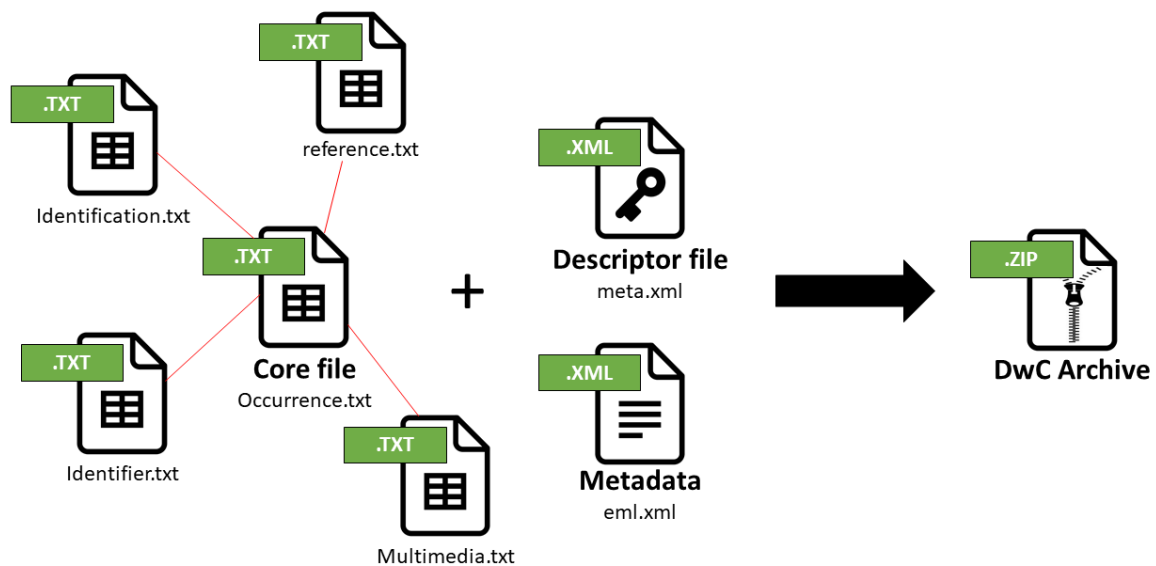 .TXT
reference.txt
.TXT
Identification.txt
.TXT
Core file
Occurrence.txt
.TXT
Identifier.txt
.TXT
Multimedia.txt
+
.XML
Descriptor file
meta.xml
.XML
Metadata
eml.xml
.ZIP
DwC Archive